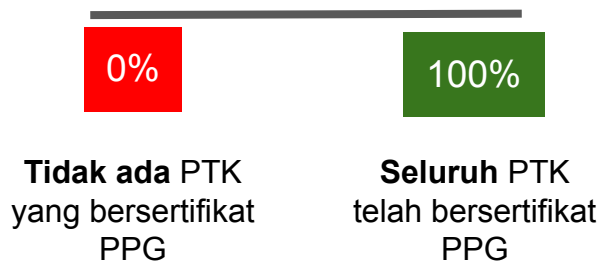 0%
100%
Tidak ada PTK
yang bersertifikat
PPG
Seluruh PTK
telah bersertifikat
PPG